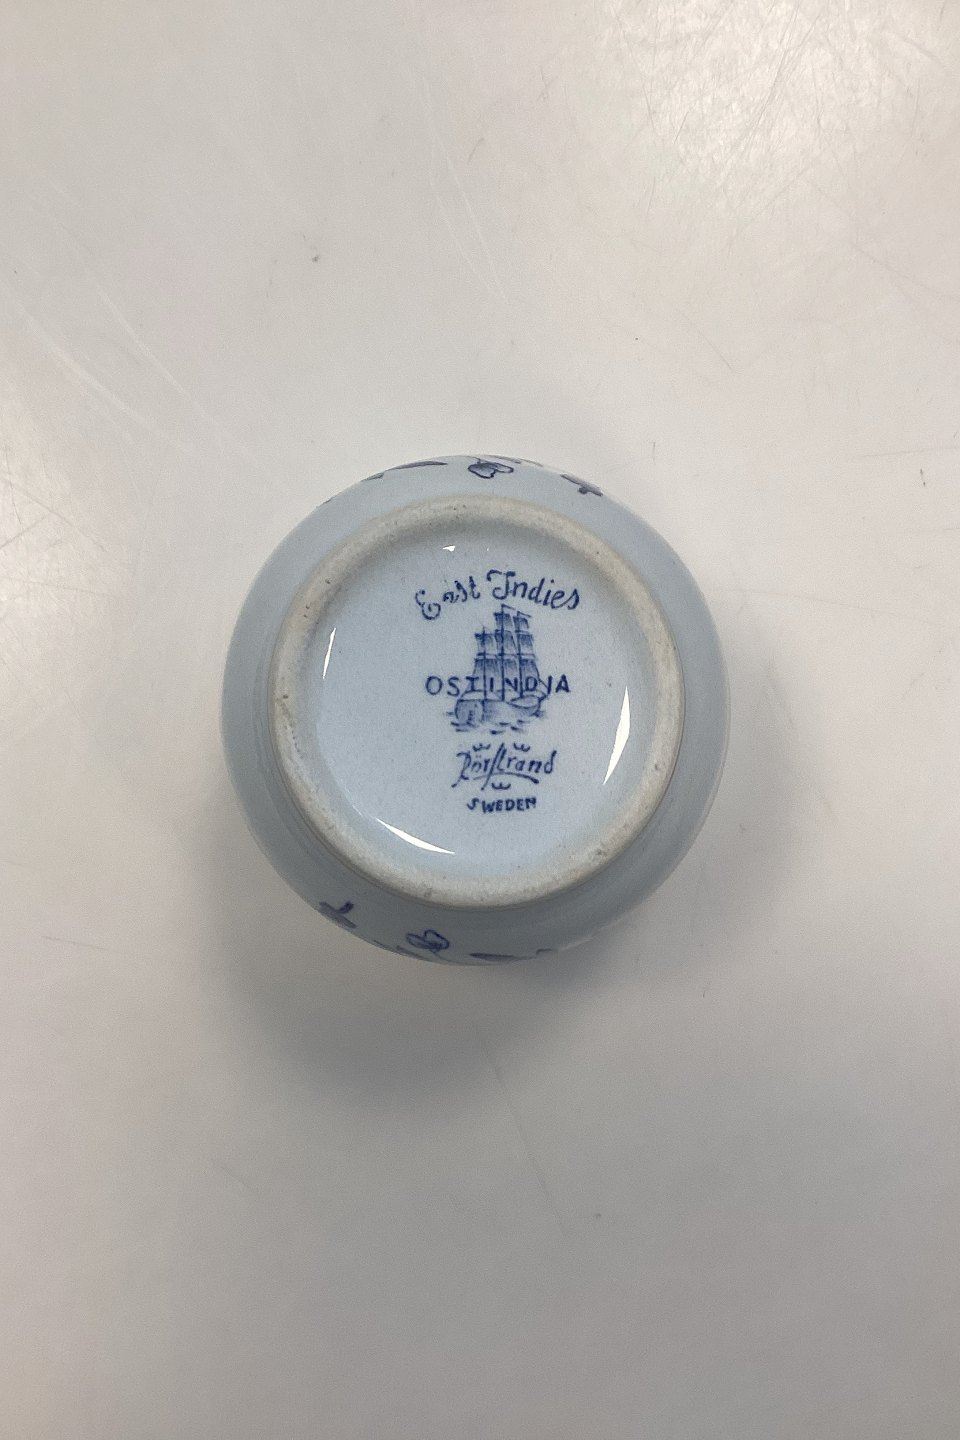 East Indies
OSTINDIA
Rörstrand
SWEDEN